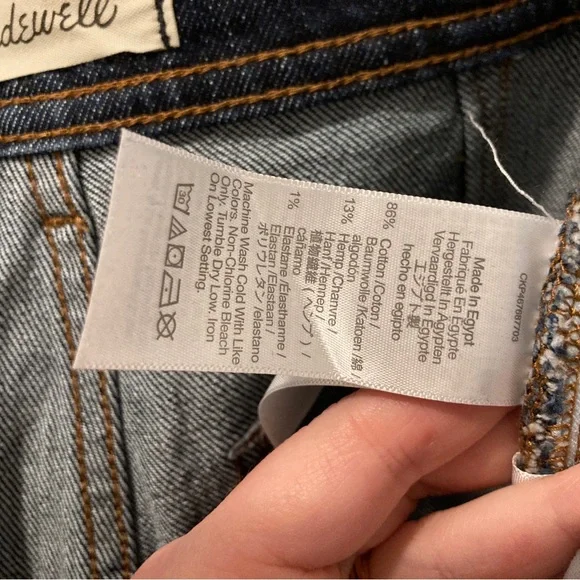 dewell
Made In Egypt
Fabriqué En Egypte
Hergestellt In Ägypten
Vervaardigd In Egypte
エジプト製
hecho en egipto
86% Cotton/Coton/
Baumwolle/Katoen/綿/
algodón
13% Hemp/Chanvre/
Hanf/Hennep/
植物繊維（ヘンプ）/
cáñamo
1% Elastane/Élasthanne/
Elastan/Elastaan/
ポリウレタン/elastano
Machine Wash Cold With Like
Colors. Non-Chlorine Bleach
Only. Tumble Dry Low. Iron
On Lowest Setting.
30